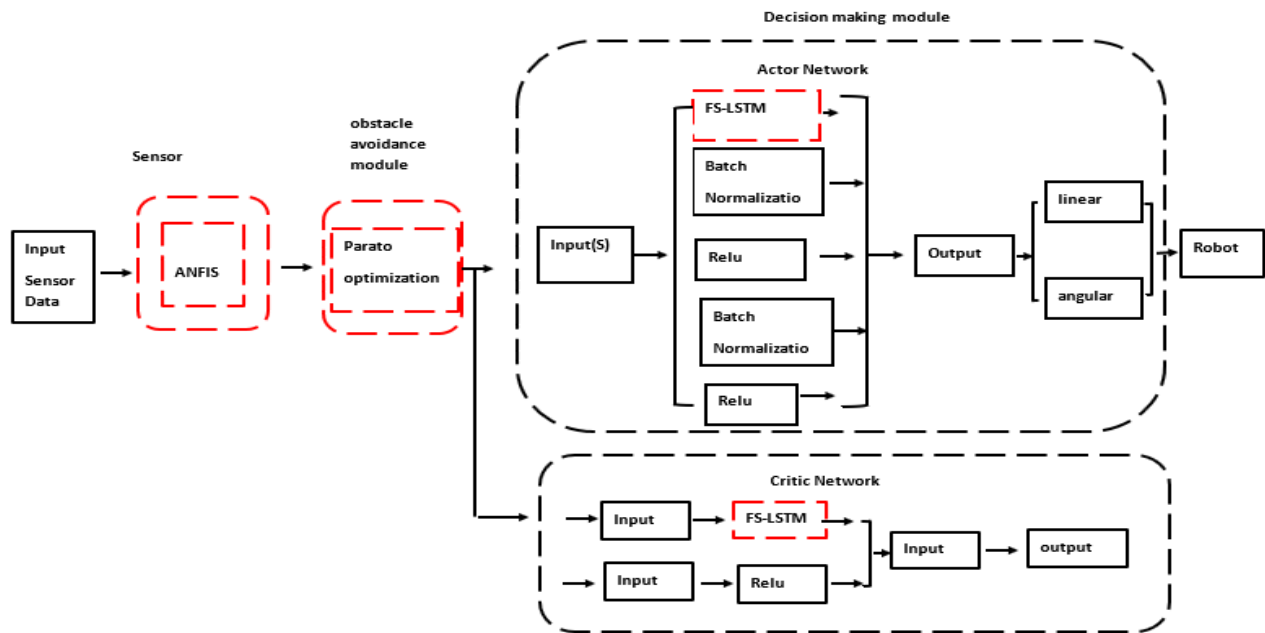 Decision making module
Actor Network
Sensor
obstacle
avoidance
module
Input
Sensor
Data
ANFIS
Parato
optimization
Input(S)
FS-LSTM
Batch
Normalizatio
Relu
Batch
Normalizatio
Relu
Output
linear
angular
Robot
Critic Network
Input
FS-LSTM
Input
Relu
Input
output